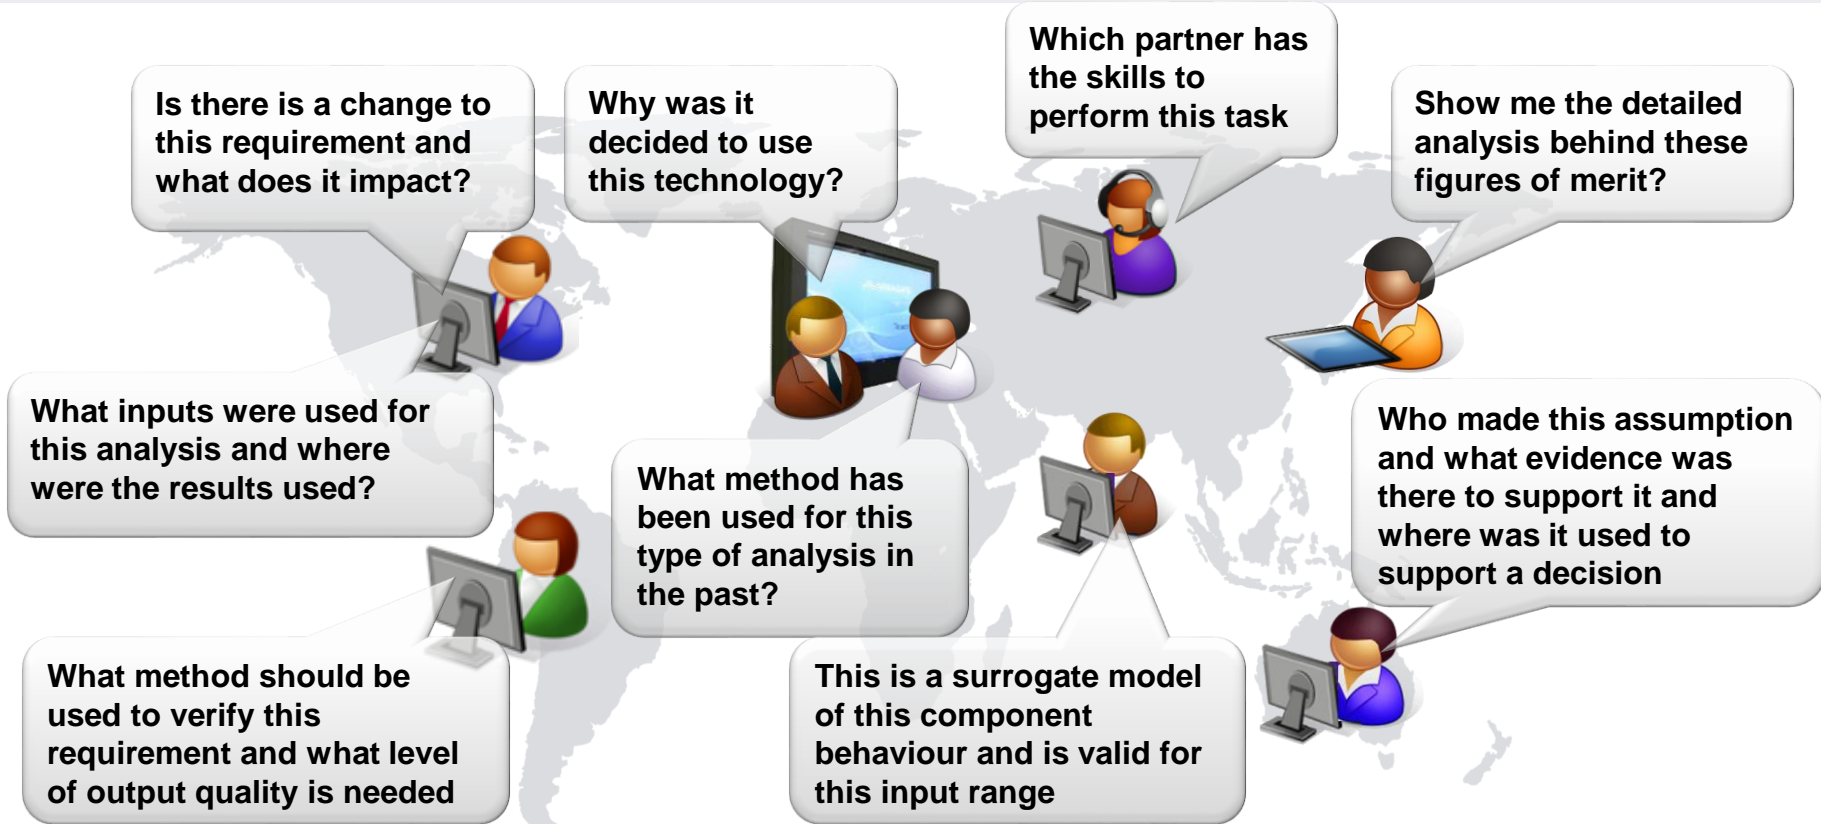 Is there is a change to
this requirement and
what does it impact?
Why was it
decided to use
this technology?
Which partner has
the skills to
perform this task
Show me the detailed
analysis behind these
figures of merit?
What inputs were used for
this analysis and where
were the results used?
What method has
been used for this
type of analysis in
the past?
Who made this assumption
and what evidence was
there to support it and
where was it used to
support a decision
What method should be
used to verify this
requirement and what level
of output quality is needed
This is a surrogate model
of this component
behaviour and is valid for
this input range